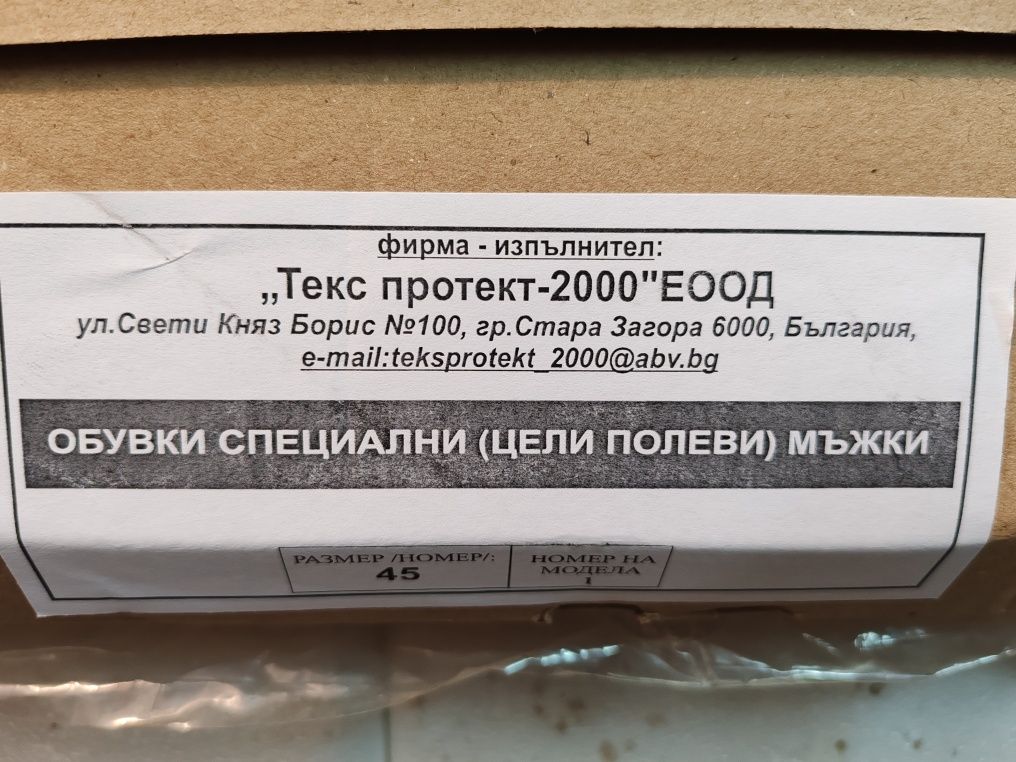 фирма - изпълнител:
„Текс протект-2000"ЕООД
ул.Свети Княз Борис №100, гр.Стара Загора 6000, България,
e-mail:teksprotekt_2000@abv.bg
ОБУВКИ СПЕЦИАЛНИ (ЦЕЛИ ПОЛЕВИ) МЪЖКИ
РАЗМЕР /НОМЕР/:
45
НОМЕР НА
МОДЕЛА
1